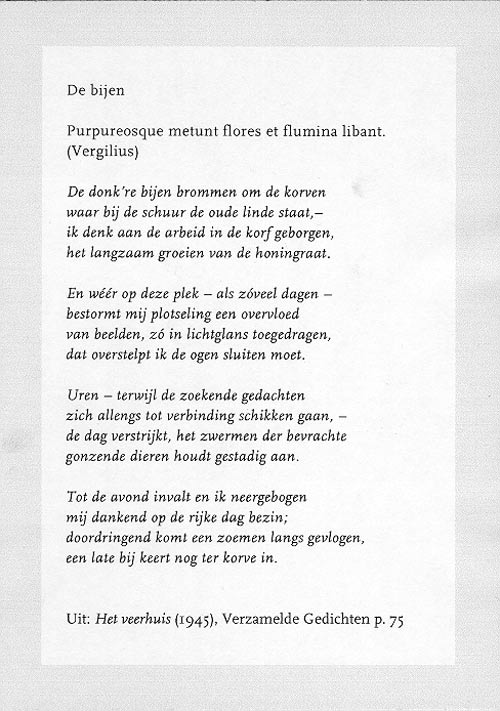 De bijen
Purpureosque metunt flores et flumina libant.
(Vergilius)
De donk're bijen brommen om de korven
waar bij de schuur de oude linde staat,–
ik denk aan de arbeid in de korf geborgen,
het langzaam groeien van de honingraat.
En wéér op deze plek – als zóveel dagen –
bestormt mij plotseling een overvloed
van beelden, zó in lichtglans toegedragen,
dat overstelpt ik de ogen sluiten moet.
Uren – terwijl de zoekende gedachten
zich allengs tot verbinding schikken gaan, –
de dag verstrijkt, het zwermen der bevrachte
gonzende dieren houdt gestadig aan.
Tot de avond invalt en ik neergebogen
mij dankend op de rijke dag bezin;
doordringend komt een zoemen langs gevlogen,
een late bij keert nog ter korve in.
Uit: Het veerhuis (1945), Verzamelde Gedichten p. 75